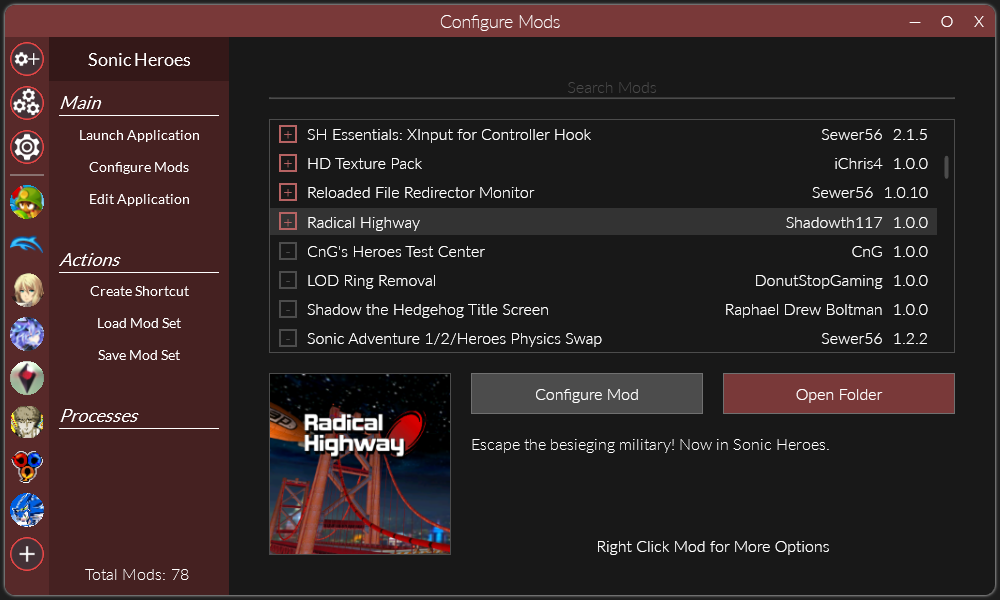 Configure Mods
Sonic Heroes
Main
Launch Application
Configure Mods
Edit Application
Actions
Create Shortcut
Load Mod Set
Save Mod Set
Processes
Total Mods: 78
Search Mods
+ SH Essentials: XInput for Controller Hook Sewer56 2.1.5
+ HD Texture Pack iChris4 1.0.0
+ Reloaded File Redirector Monitor Sewer56 1.0.10
+ Radical Highway Shadowth117 1.0.0
- CnG's Heroes Test Center CnG 1.0.0
- LOD Ring Removal DonutStopGaming 1.0.0
- Shadow the Hedgehog Title Screen Raphael Drew Boltman 1.0.0
- Sonic Adventure 1/2/Heroes Physics Swap Sewer56 1.2.2
Radical
Highway
Configure Mod
Open Folder
Escape the besieging military! Now in Sonic Heroes.
Right Click Mod for More Options